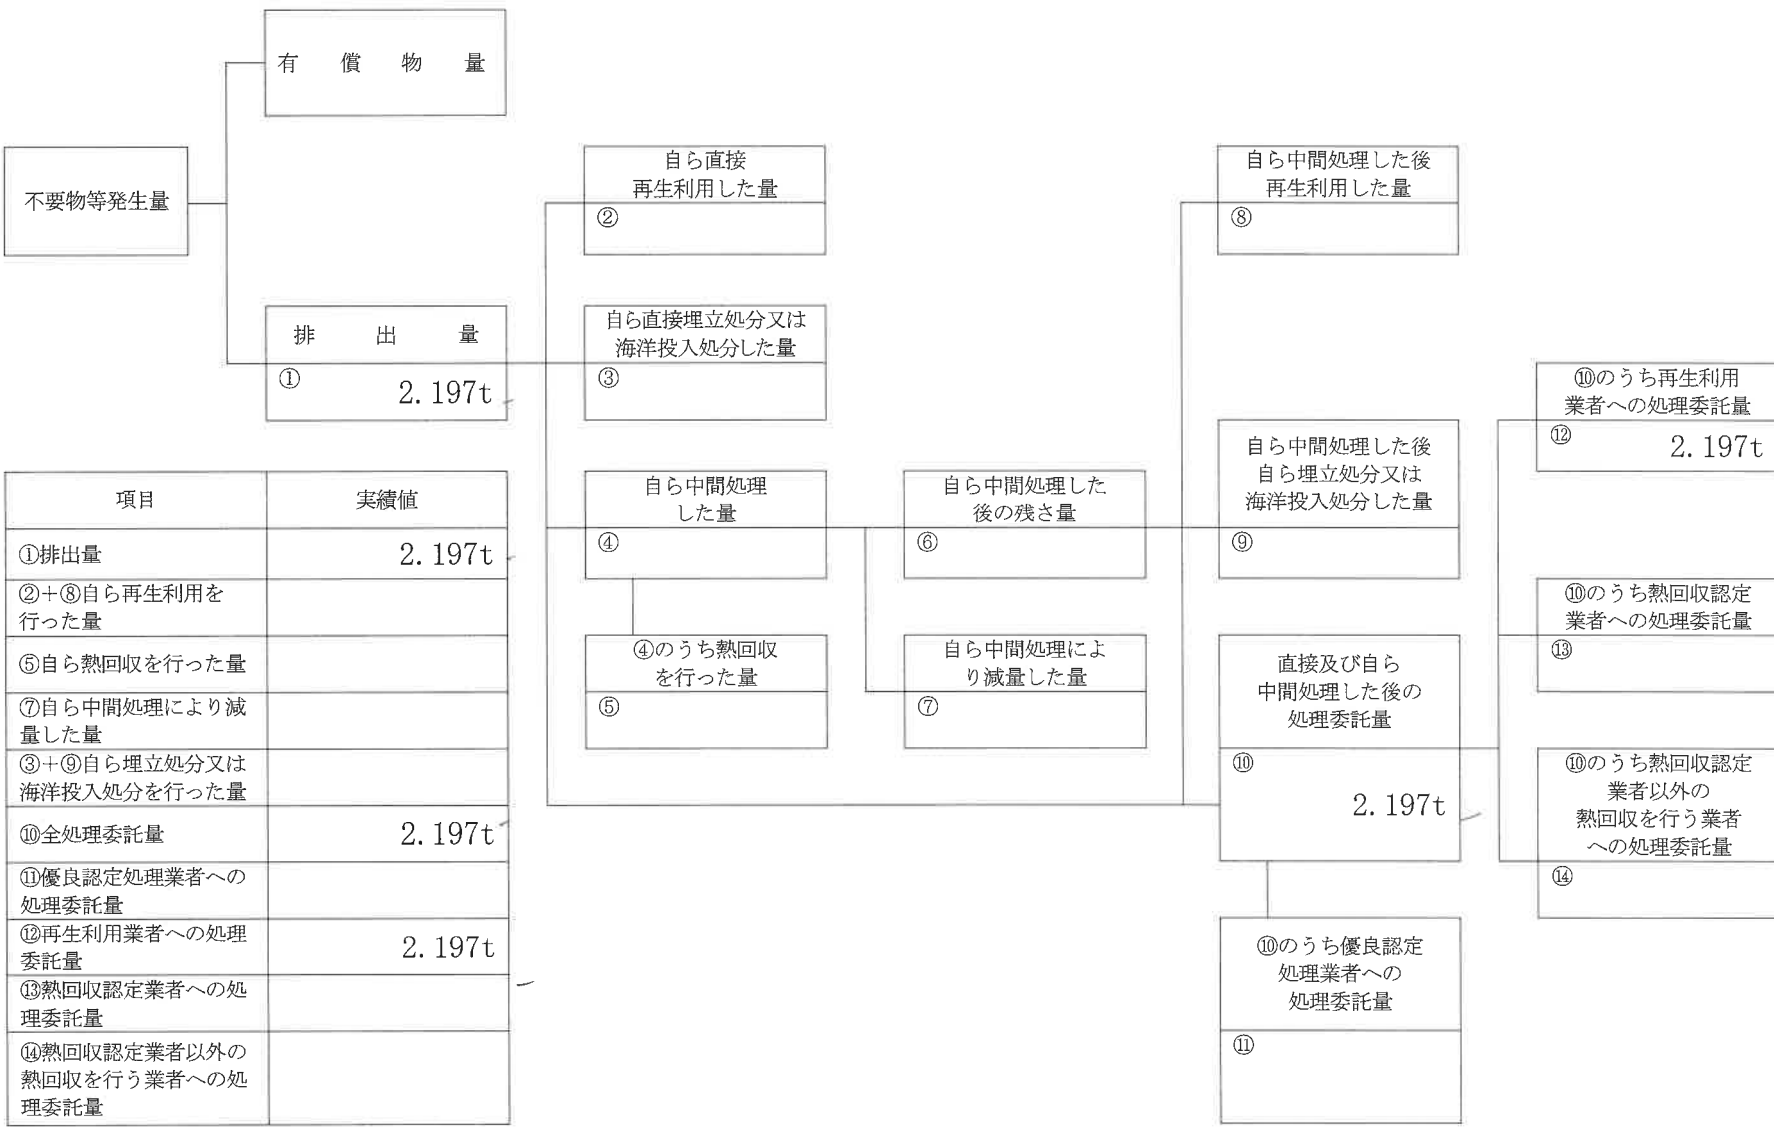 有償物量
不要物等発生量
排出量
① 2.197t
自ら直接
再生利用した量
②
自ら直接埋立処分又は
海洋投入処分した量
③
自ら中間処理
した量
④
④のうち熱回収
を行った量
⑤
自ら中間処理した
後の残さ量
⑥
自ら中間処理によ
り減量した量
⑦
自ら中間処理した後
再生利用した量
⑧
自ら中間処理した後
自ら埋立処分又は
海洋投入処分した量
⑨
直接及び自ら
中間処理した後の
処理委託量
⑩
2.197t
⑩のうち優良認定
処理業者への
処理委託量
⑪
⑩のうち再生利用
業者への処理委託量
⑫ 2.197t
⑩のうち熱回収認定
業者への処理委託量
⑬
⑩のうち熱回収認定
業者以外の
熱回収を行う業者
への処理委託量
⑭
項目 実績値
①排出量 2.197t
②+⑧自ら再生利用を
行った量
⑤自ら熱回収を行った量
⑦自ら中間処理により減
量した量
③+⑨自ら埋立処分又は
海洋投入処分を行った量
⑩全処理委託量 2.197t
⑪優良認定処理業者への
処理委託量
⑫再生利用業者への処理
委託量 2.197t
⑬熱回収認定業者への処
理委託量
⑭熱回収認定業者以外の
熱回収を行う業者への処
理委託量